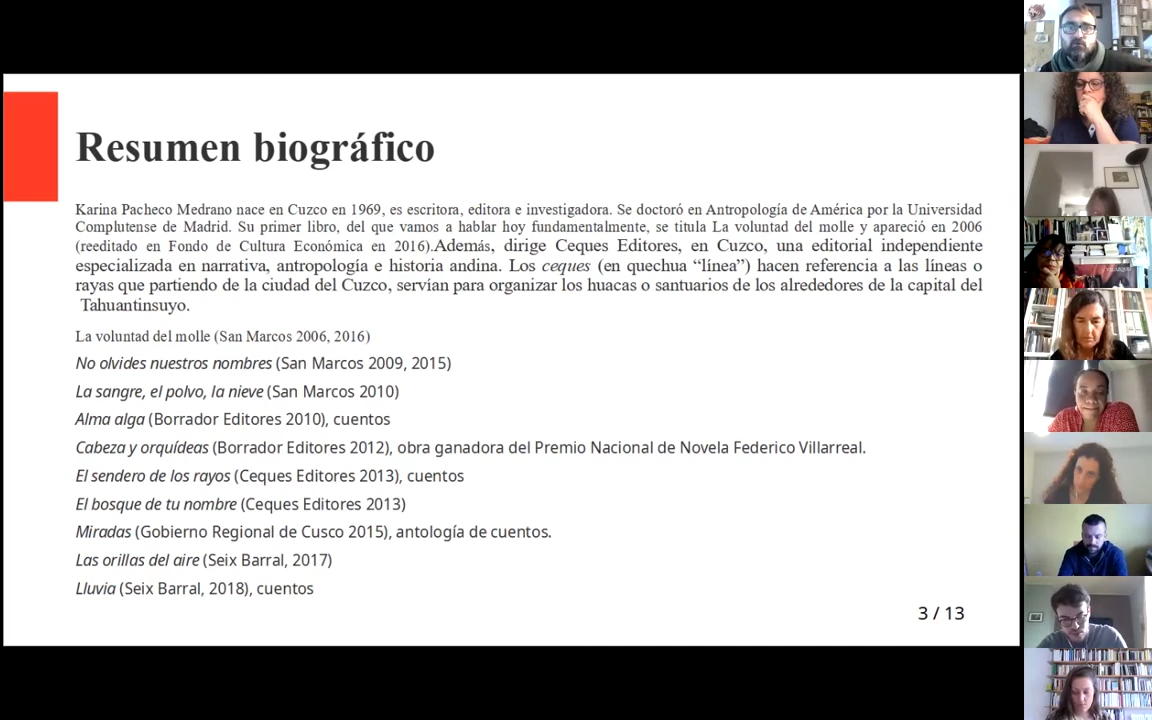 Resumen biográfico
Karina Pacheco Medrano nace en Cuzco en 1969, es escritora, editora e investigadora. Se doctoró en Antropología de América por la Universidad
Complutense de Madrid. Su primer libro, del que vamos a hablar hoy fundamentalmente, se titula La voluntad del molle y apareció en 2006
(reeditado en Fondo de Cultura Económica en 2016).Además, dirige Ceques Editores, en Cuzco, una editorial independiente
especializada en narrativa, antropología e historia andina. Los ceques (en quechua “línea”) hacen referencia a las líneas o
rayas que partiendo de la ciudad del Cuzco, servían para organizar los huacas o santuarios de los alrededores de la capital del
Tahuantinsuyo.
La voluntad del molle (San Marcos 2006, 2016)
No olvides nuestros nombres (San Marcos 2009, 2015)
La sangre, el polvo, la nieve (San Marcos 2010)
Alma alga (Borrador Editores 2010), cuentos
Cabeza y orquídeas (Borrador Editores 2012), obra ganadora del Premio Nacional de Novela Federico Villarreal.
El sendero de los rayos (Ceques Editores 2013), cuentos
El bosque de tu nombre (Ceques Editores 2013)
Miradas (Gobierno Regional de Cusco 2015), antología de cuentos.
Las orillas del aire (Seix Barral, 2017)
Lluvia (Seix Barral, 2018), cuentos
3 / 13